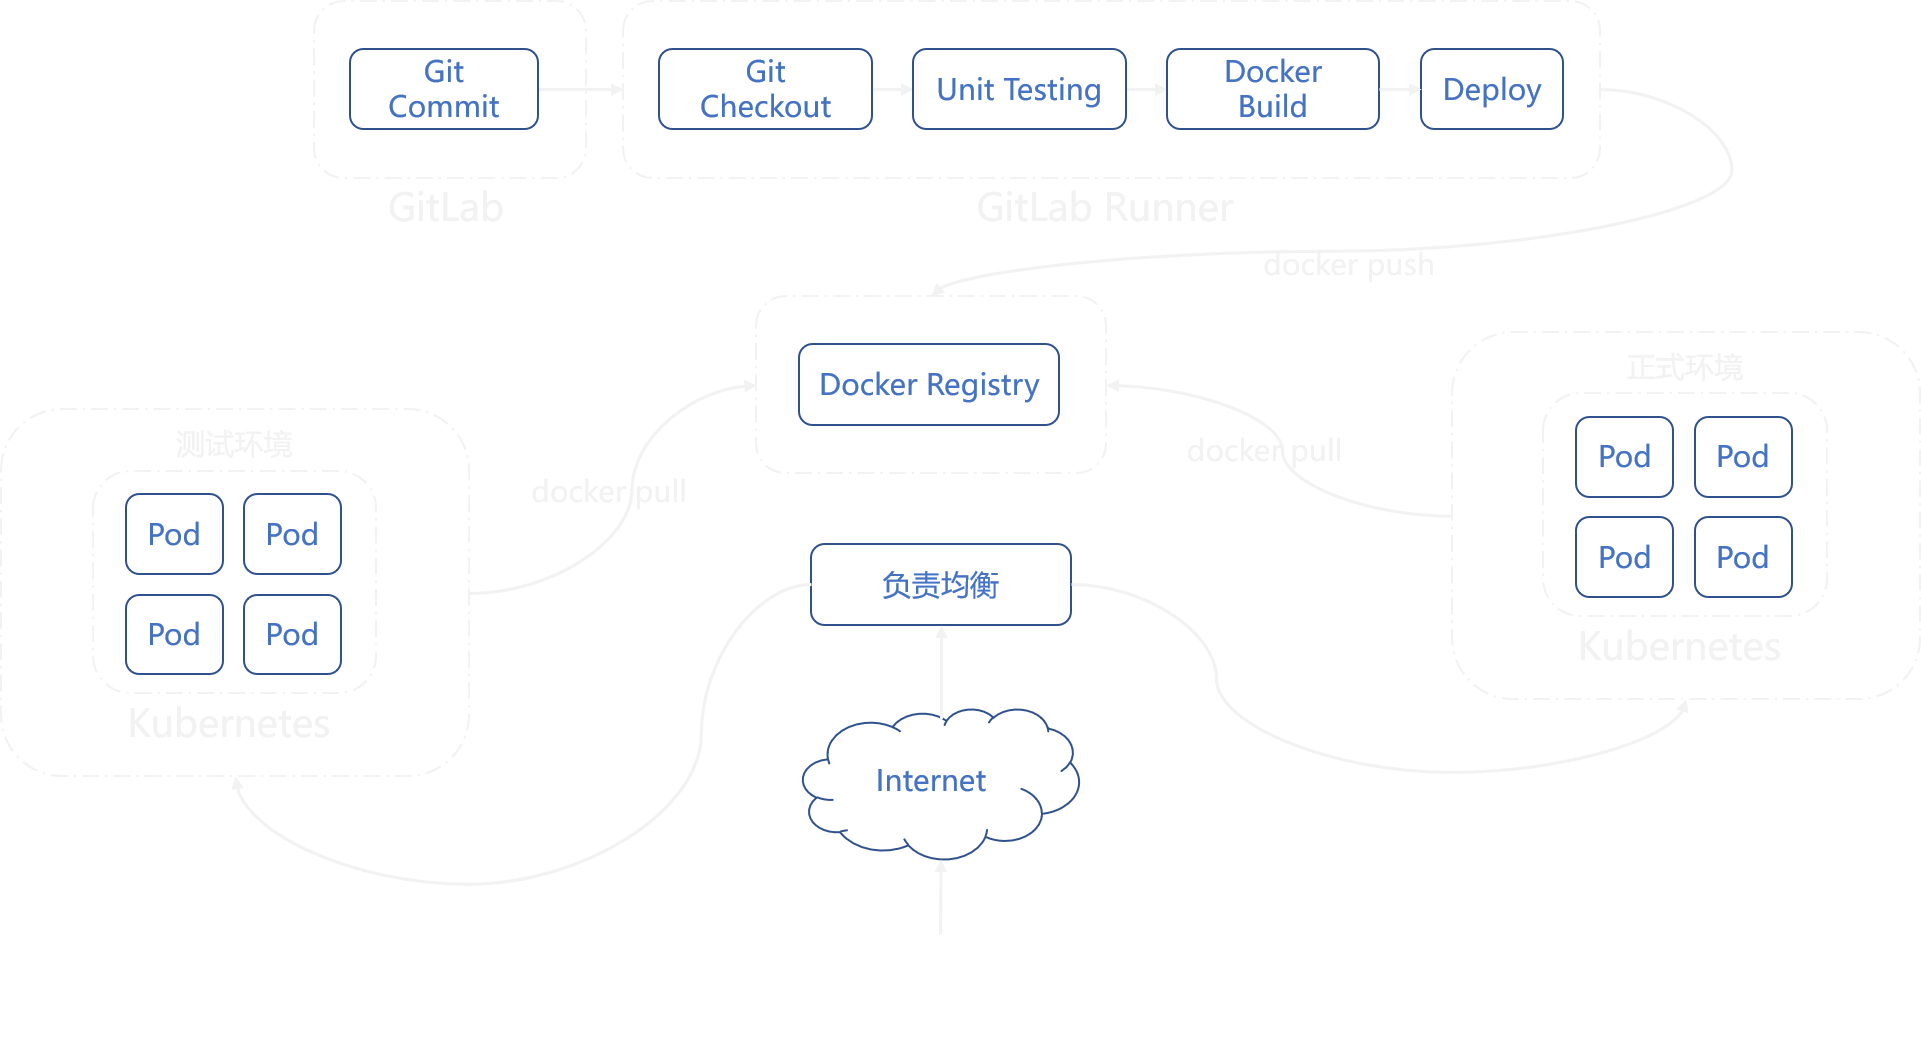 Git
Commit
Git
Checkout
Unit Testing
Docker
Build
Deploy
GitLab
GitLab Runner
docker push
Docker Registry
正式环境
测试环境
docker pull
docker pull
Pod
Pod
Pod
Pod
Kubernetes
Pod
Pod
Pod
Pod
Kubernetes
负责均衡
Internet